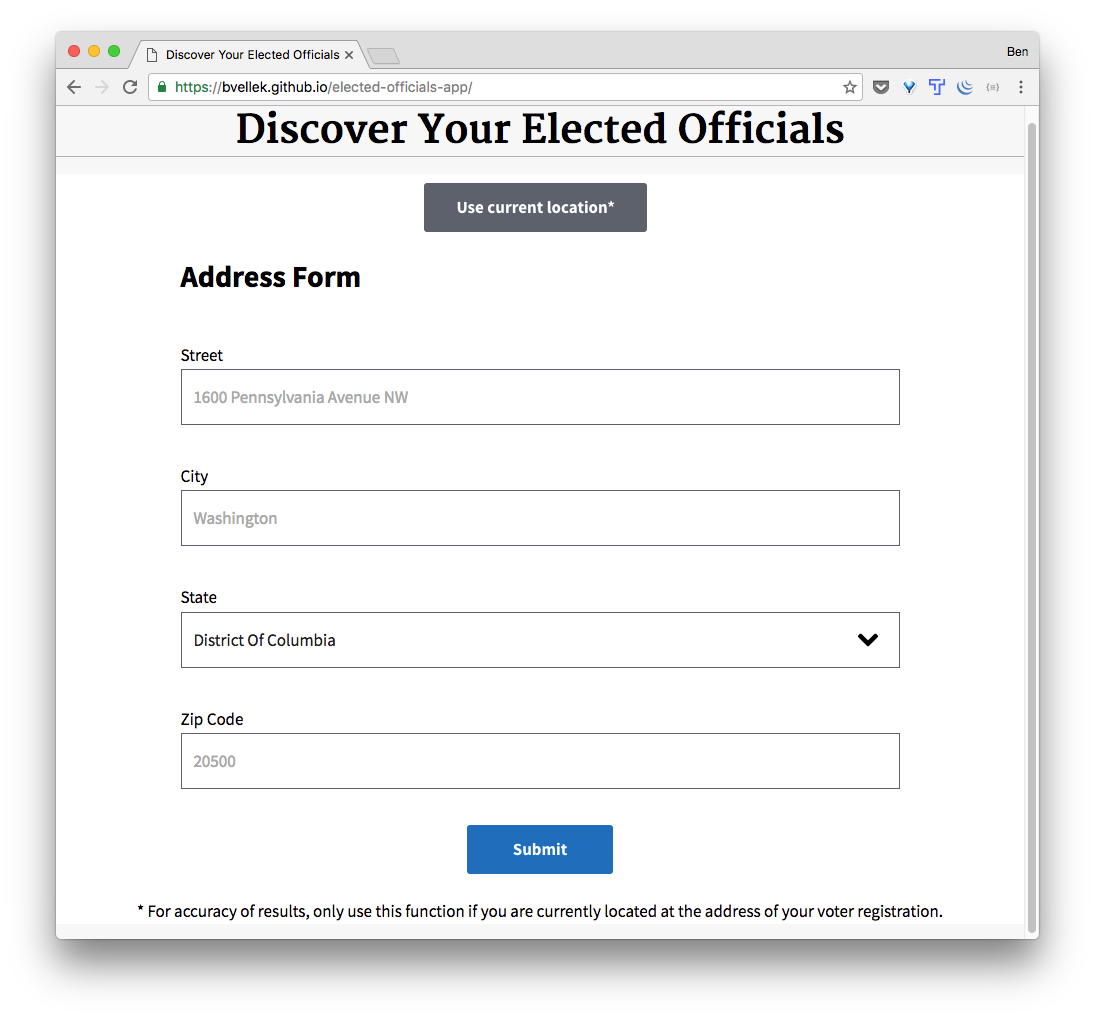 Discover Your Elected Officials
Ben
https://bvellek.github.io/elected-officials-app/
Discover Your Elected Officials
Use current location*
Address Form
Street
1600 Pennsylvania Avenue NW
City
Washington
State
District Of Columbia
Zip Code
20500
Submit
* For accuracy of results, only use this function if you are currently located at the address of your voter registration.